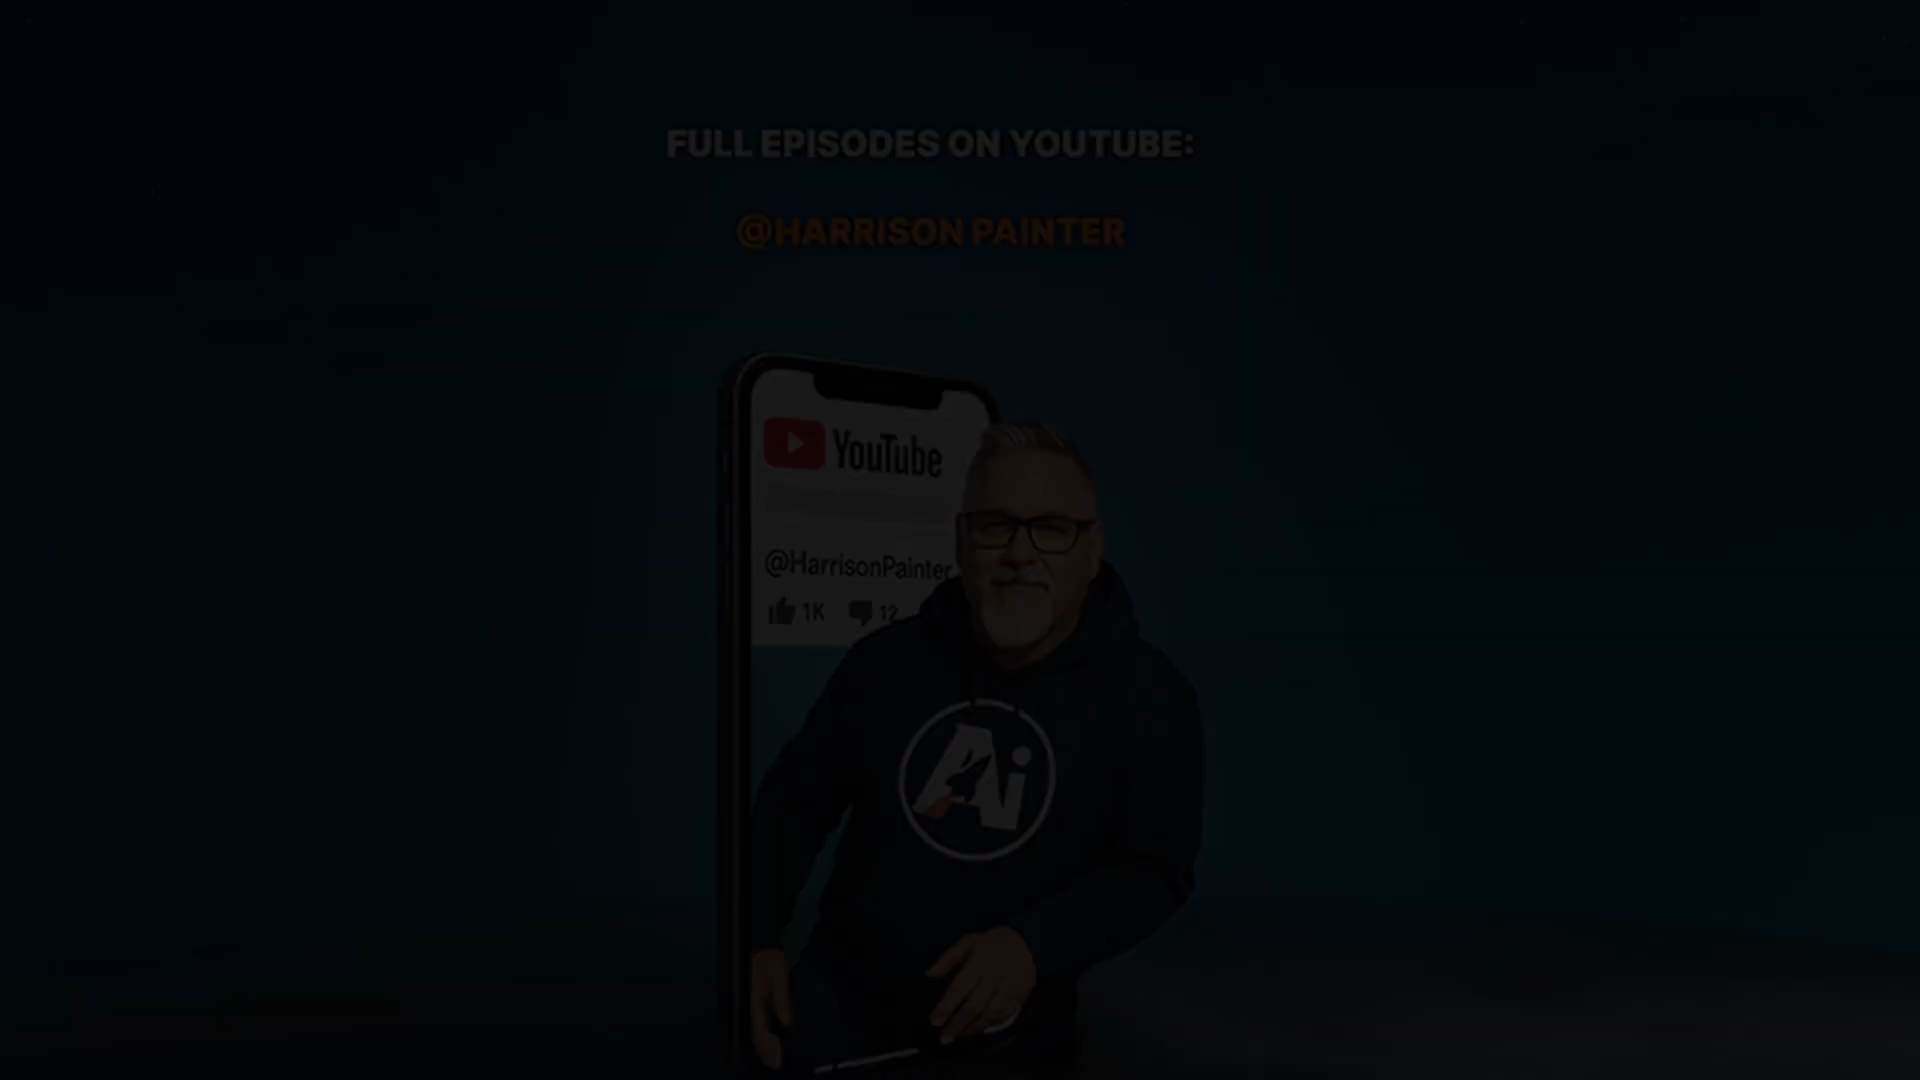 FULL EPISODES ON YOUTUBE:
@HARRISON PAINTER
YouTube
@HarrisonPainter
1K 12
Ai